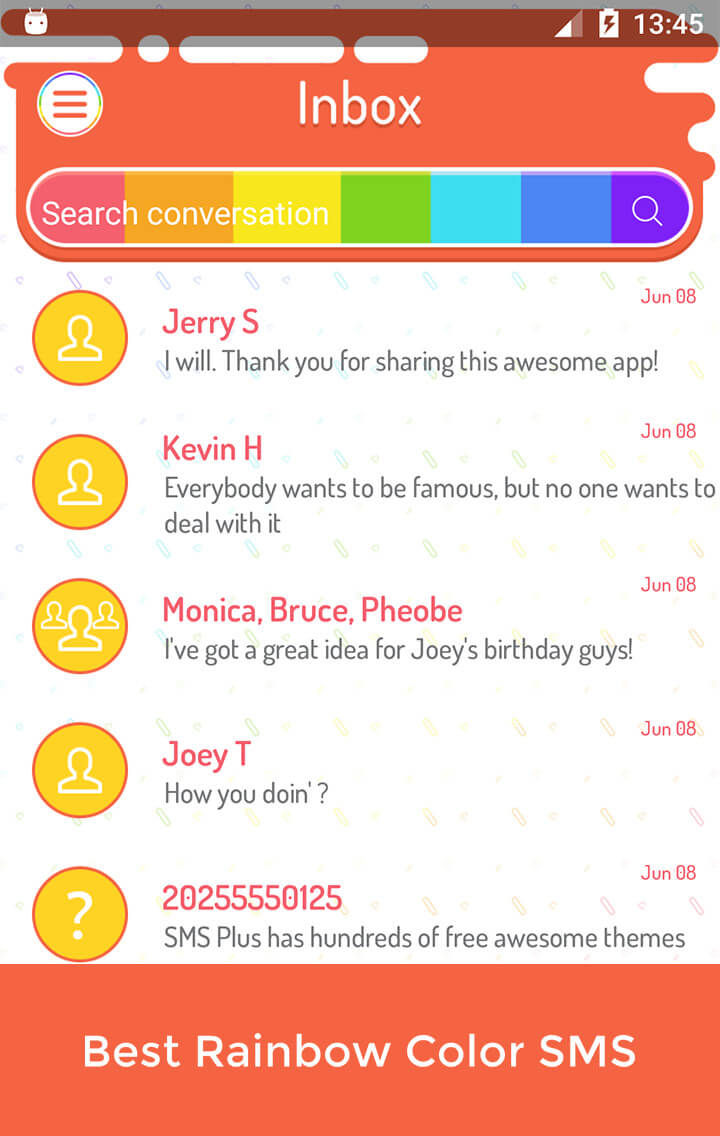 13:45
Inbox
Search conversation
Jun 08
Jerry S
I will. Thank you for sharing this awesome app!
Jun 08
Kevin H
Everybody wants to be famous, but no one wants to
deal with it
Jun 08
Monica, Bruce, Pheobe
I've got a great idea for Joey's birthday guys!
Jun 08
Joey T
How you doin' ?
Jun 08
?
20255550125
SMS Plus has hundreds of free awesome themes
Best Rainbow Color SMS